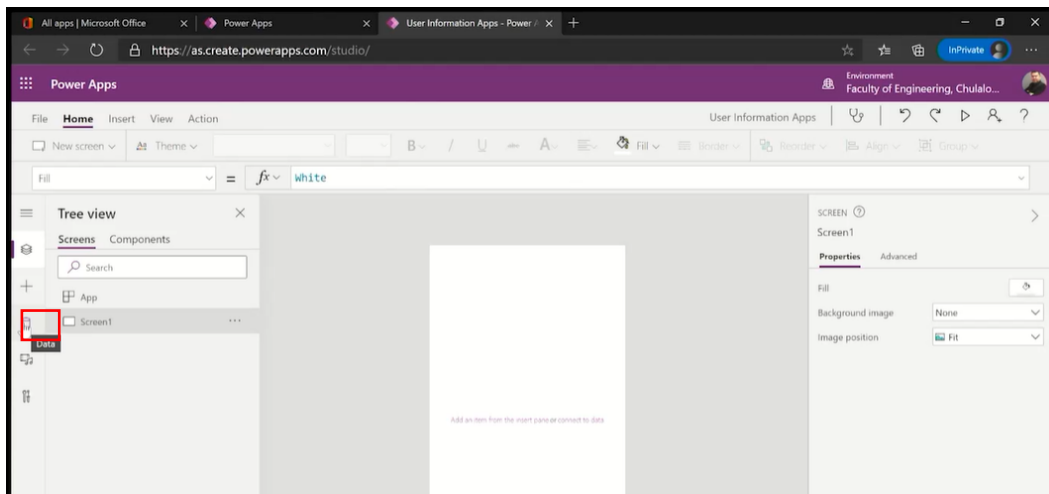 All apps | Microsoft Office
Power Apps
User Information Apps - Power A
https://as.create.powerapps.com/studio/
InPrivate
Power Apps
Environment
Faculty of Engineering, Chulalo...
File Home Insert View Action
User Information Apps
New screen
Theme
B / U abc A
Fill
Border
Reorder
Align
Group
Fill
= fx White
Tree view
Screens Components
Search
App
Screen1 ...
Data
Add an item from the insert pane or connect to data
SCREEN ?
Screen1
Properties Advanced
Fill
Background image None
Image position Fit